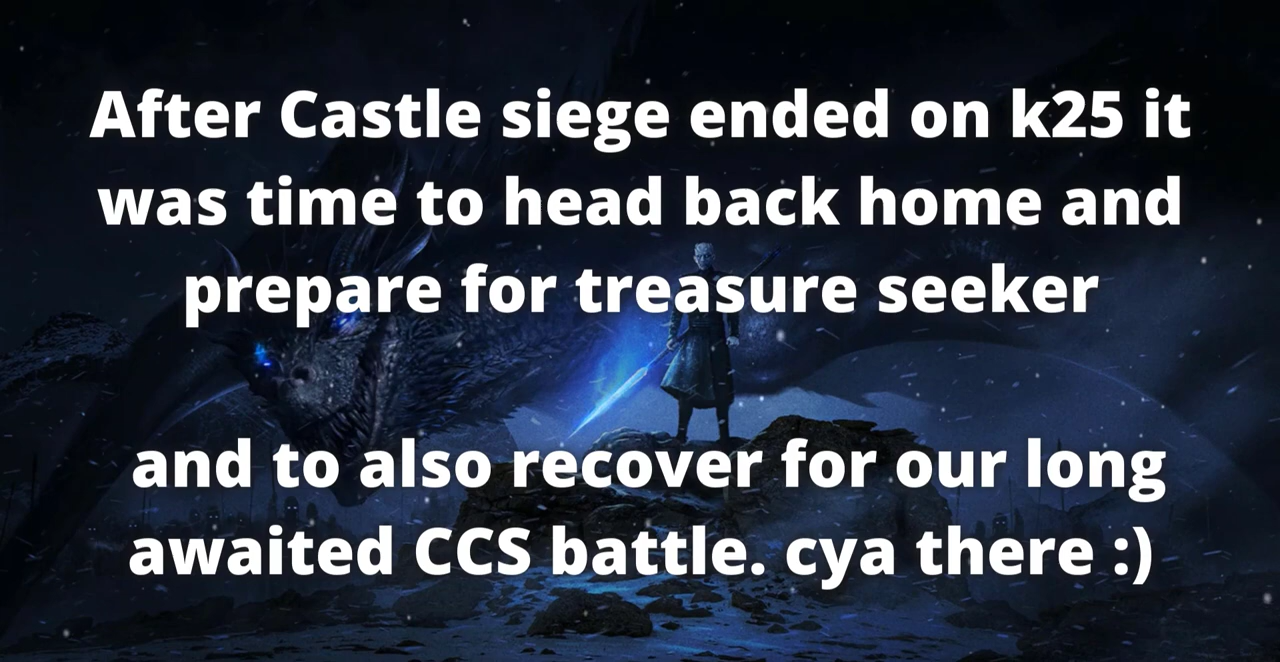 After Castle siege ended on k25 it
was time to head back home and
prepare for treasure seeker
and to also recover for our long
awaited CCS battle. cya there :)